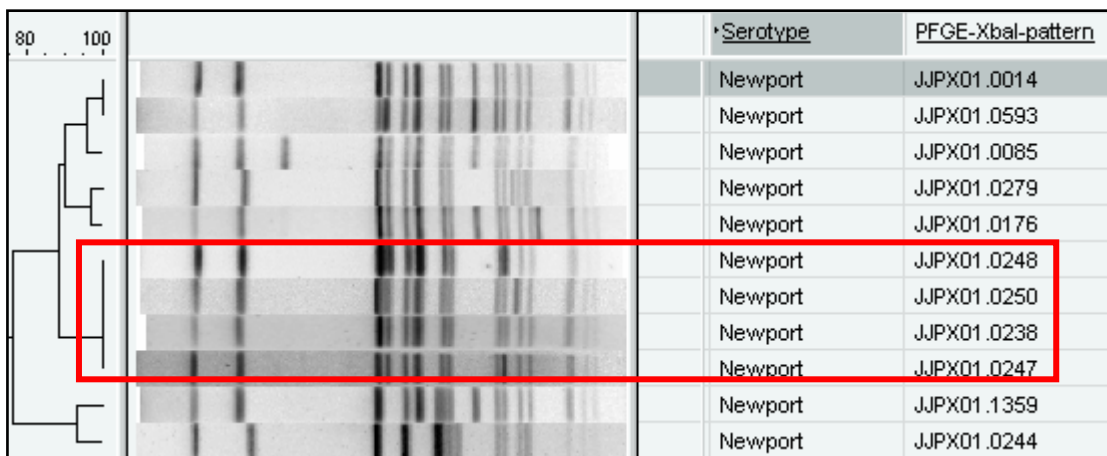 80 100 Serotype PFGE-XbaI-pattern
Newport JJPX01.0014
Newport JJPX01.0593
Newport JJPX01.0085
Newport JJPX01.0279
Newport JJPX01.0176
Newport JJPX01.0248
Newport JJPX01.0250
Newport JJPX01.0238
Newport JJPX01.0247
Newport JJPX01.1359
Newport JJPX01.0244